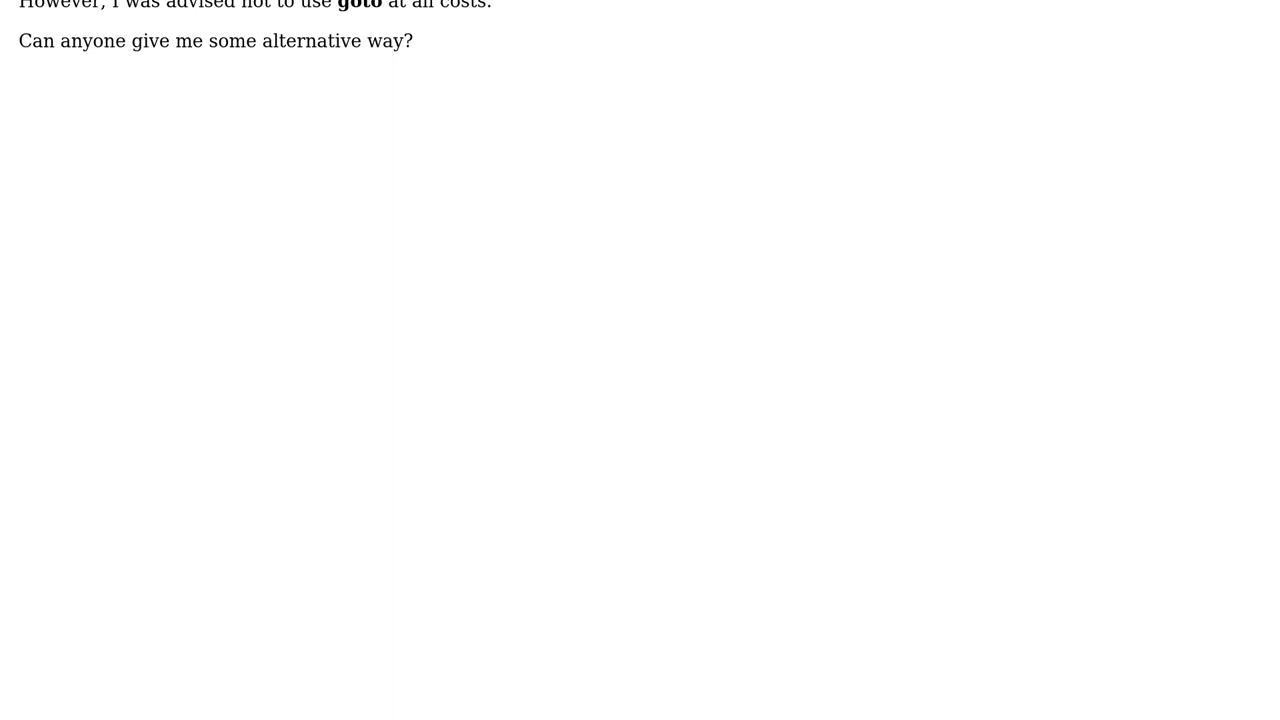 However, I was advised not to use goto at all costs.
Can anyone give me some alternative way?